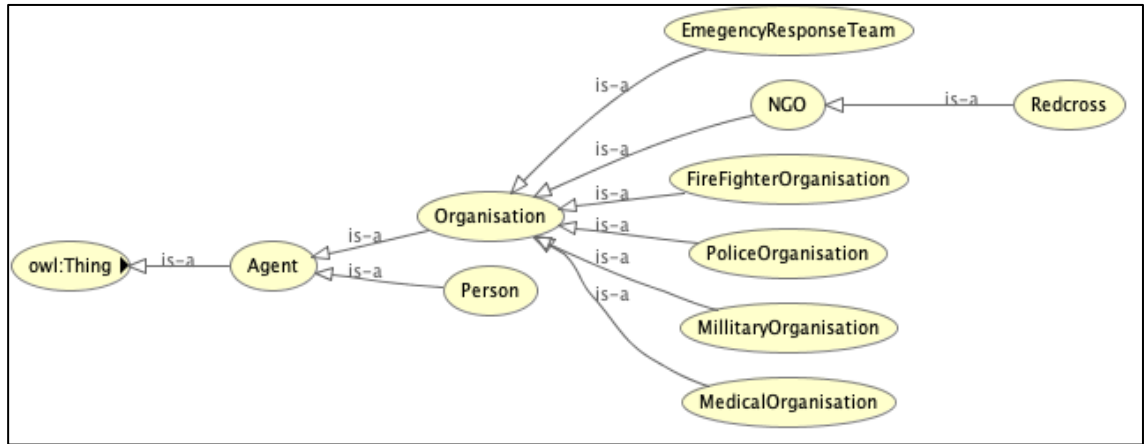 EmegencyResponseTeam
is-a
NGO
is-a
Redcross
is-a
FireFighterOrganisation
is-a
Organisation
is-a
PoliceOrganisation
is-a
owl:Thing
is-a
Agent
is-a
is-a
Person
is-a
MillitaryOrganisation
MedicalOrganisation